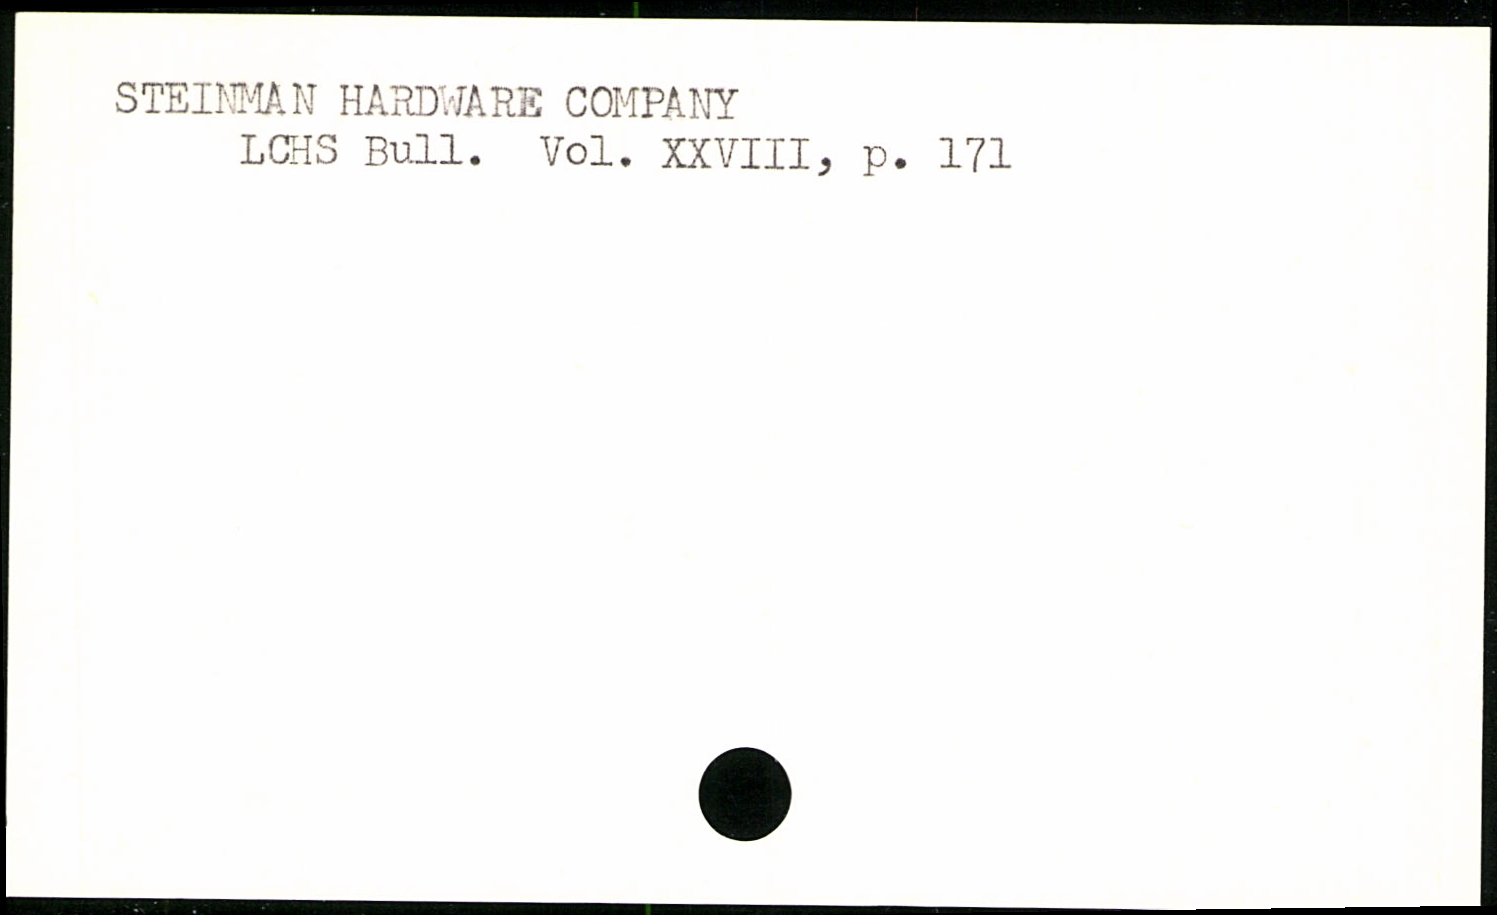 STEINMAN HARDWARE COMPANY
LCHS Bull. Vol. XXVIII, p. 171